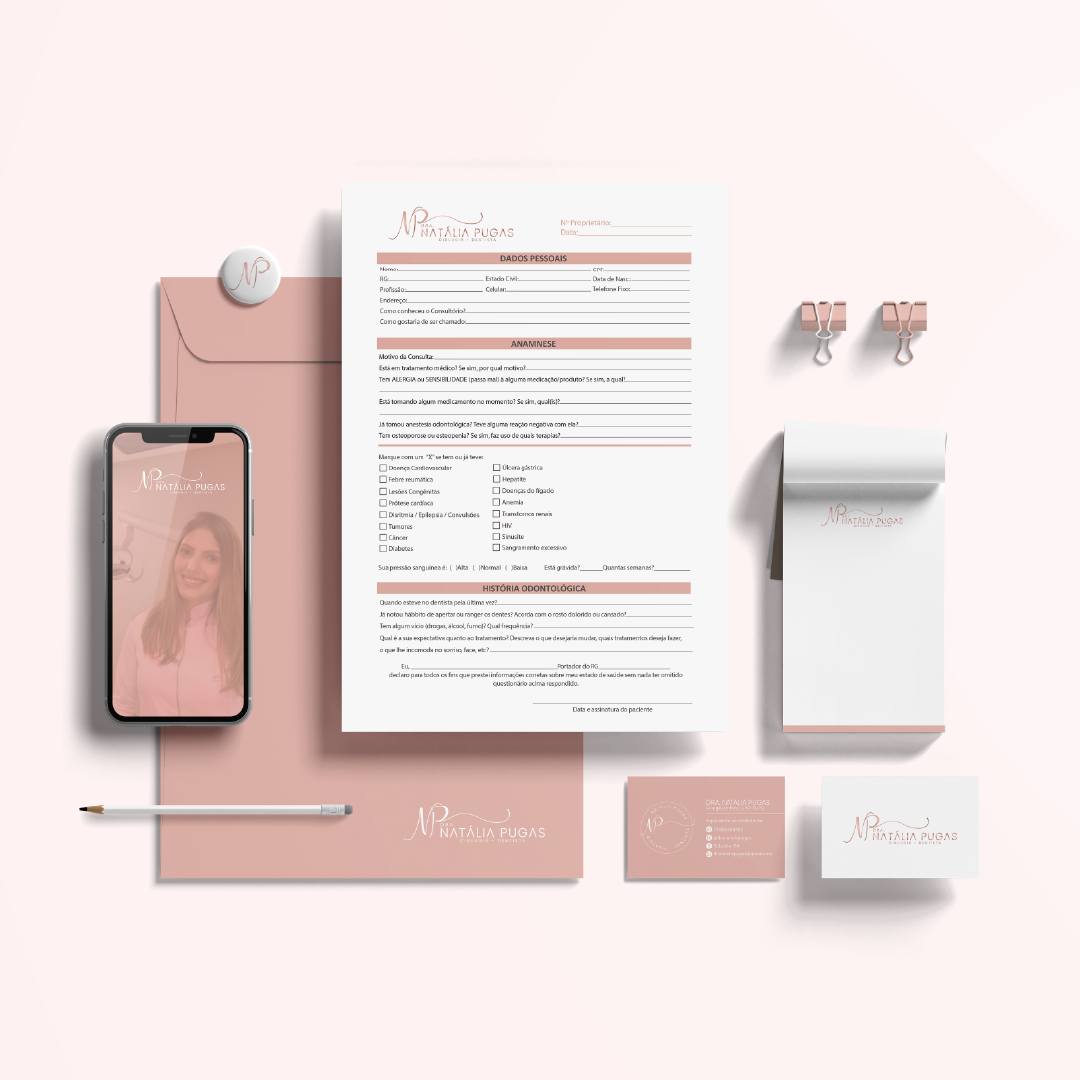 NP
DRA.
NATÁLIA PUGAS
CIRURGIÃ - DENTISTA
Nº Proprietário:
Data:
DADOS PESSOAIS
Nome: CPF:
RG: Estado Civil: Data de Nasc.:
Profissão: Celular: Telefone Fixo:
Endereço:
Como conheceu o Consultório?
Como gostaria de ser chamado:
ANAMNESE
Motivo da Consulta:
Está em tratamento médico? Se sim, por qual motivo?
Tem ALERGIA ou SENSIBILIDADE (passa mal) à alguma medicação/produto? Se sim, a qual?
Está tomando algum medicamento no momento? Se sim, qual(is)?
Já tomou anestesia odontológica? Teve alguma reação negativa com ela?
Tem osteoporose ou osteopenia? Se sim, faz uso de quais terapias?
Marque com um "X" se tem ou já teve:
Doença Cardiovascular
Febre reumática
Lesões Congênitas
Prótese cardíaca
Disritmia / Epilepsia / Convulsões
Tumores
Câncer
Diabetes
Úlcera gástrica
Hepatite
Doenças do fígado
Anemia
Transtornos renais
HIV
Sinusite
Sangramento excessivo
Sua pressão sanguínea é: ( )Alta ( )Normal ( )Baixa Está grávida? Quantas semanas?
HISTÓRIA ODONTOLÓGICA
Quando esteve no dentista pela última vez?
Já notou hábbito de apertar ou ranger os dentes? Acorda com o rosto dolorido ou cansado?
Tem algum vício (drogas, álcool, fumo)? Qual frequência?
Qual é a sua expectativa quanto ao tratamento? Descreva o que desejaria mudar, quais tratamentos deseja fazer,
o que lhe incomoda no sorriso, face, etc?
Eu, Portador do RG
declaro para todos os fins que prestei informações corretas sobre meu estado de saúde sem nada ter omitido
questionário acima respondido.
Data e assinatura do paciente
NP
NP
NATÁLIA PUGAS
CIRURGIÃ - DENTISTA
NP
NATÁLIA PUGAS
CIRURGIÃ - DENTISTA
NP
DRA.
NATÁLIA PUGAS
CIRURGIÃ - DENTISTA
NP
DRA. NATÁLIA PUGAS
NP
DRA.
NATÁLIA PUGAS
CIRURGIÃ - DENTISTA